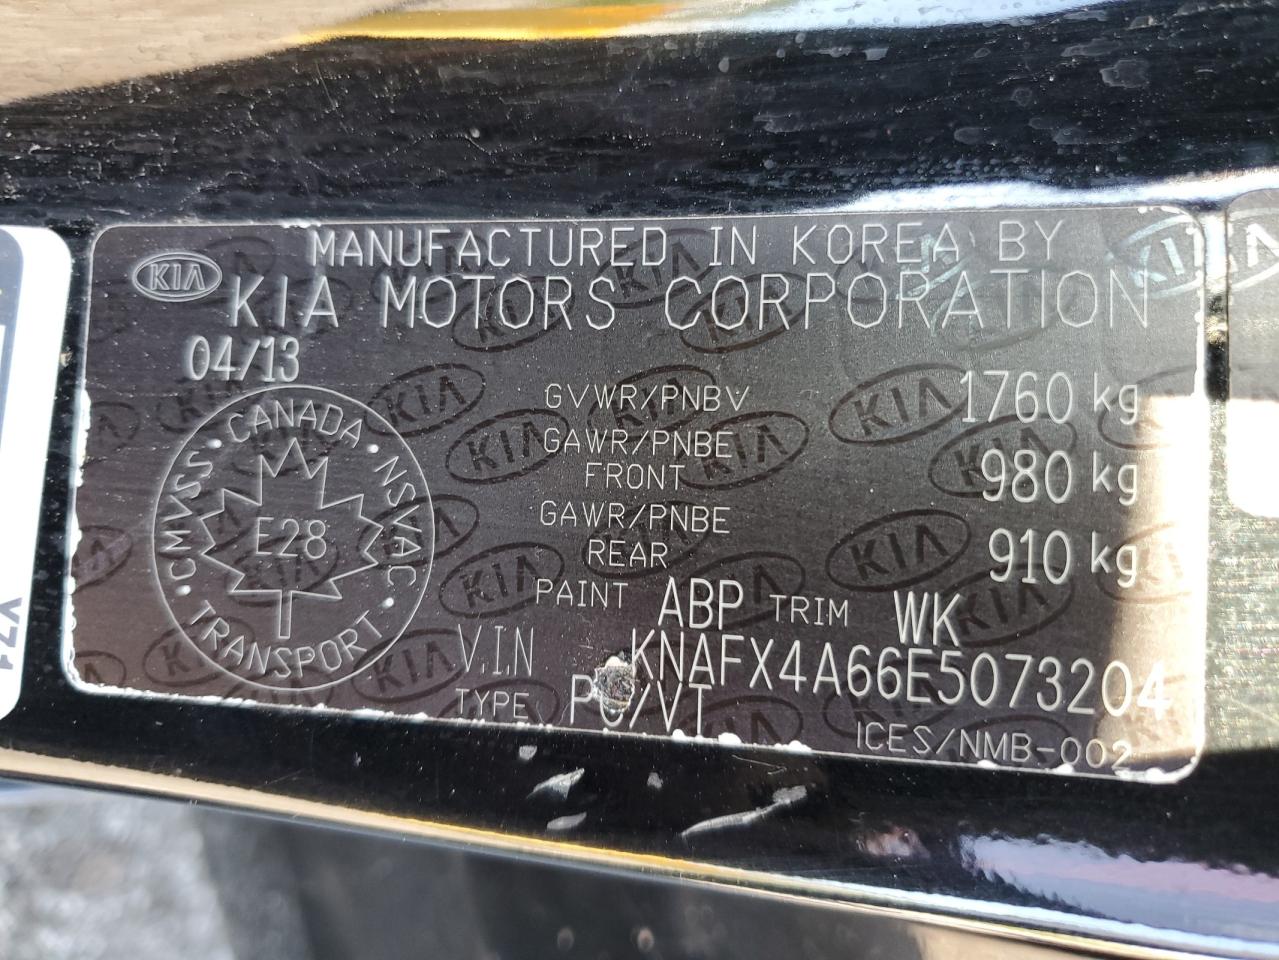 MANUFACTURED IN KOREA BY
KIA
KIA MOTORS CORPORATION
04/13
GVWR/PNBV 1760 kg
GAWR/PNBE
FRONT 980 kg
GAWR/PNBE
REAR 910 kg
CANADA
NSVAC
CMVSS
TRANSPORT
E28
PAINT ABP TRIM WK
V.I.N KNAFX4A66E5073204
TYPE PC/VT
ICES/NMB-002